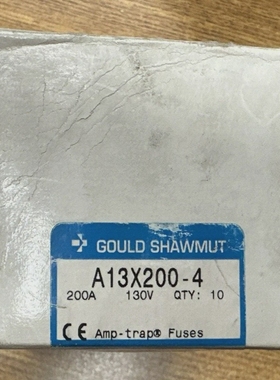 GOULD SHAWMUT
A13X200-4
200A 130V QTY: 10
CE Amp-trap® Fuses